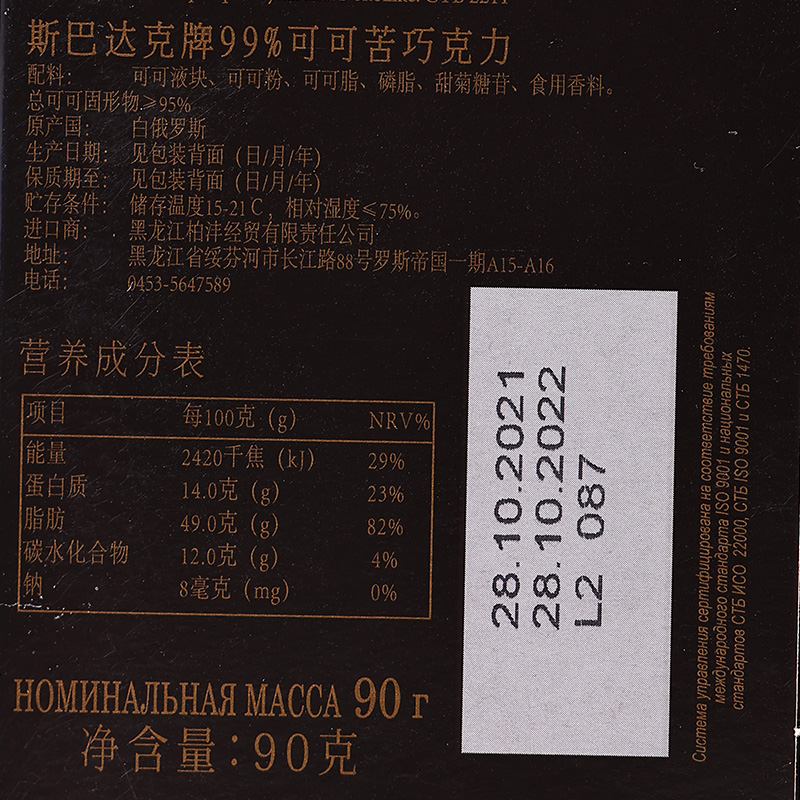 СТБ 2211
斯巴达克牌99%可可苦巧克力
配料: 可可液块、可可粉、可可脂、磷脂、甜菊糖苷、食用香料。
总可可固形物≥95%
原产国: 白俄罗斯
生产日期: 见包装背面 (日/月/年)
保质期至: 见包装背面 (日/月/年)
贮存条件: 储存温度15-21℃, 相对湿度≤75%。
进口商: 黑龙江柏沣经贸有限责任公司
地址: 黑龙江省绥芬河市长江路88号罗斯帝国一期A15-A16
电话: 0453-5647589
营养成分表
项目 每100克 (g) NRV%
能量 2420千焦 (kJ) 29%
蛋白质 14.0克 (g) 23%
脂肪 49.0克 (g) 82%
碳水化合物 12.0克 (g) 4%
钠 8毫克 (mg) 0%
НОМИНАЛЬНАЯ МАССА 90 г
净含量:90克
28.10.2021
28.10.2022
L2 087
Система управления сертифицирована на соответствие требованиям
международного стандарта ISO 9001 и национальных
стандартов СТБ ИСО 22000, СТБ ISO 9001 и СТБ 1470.